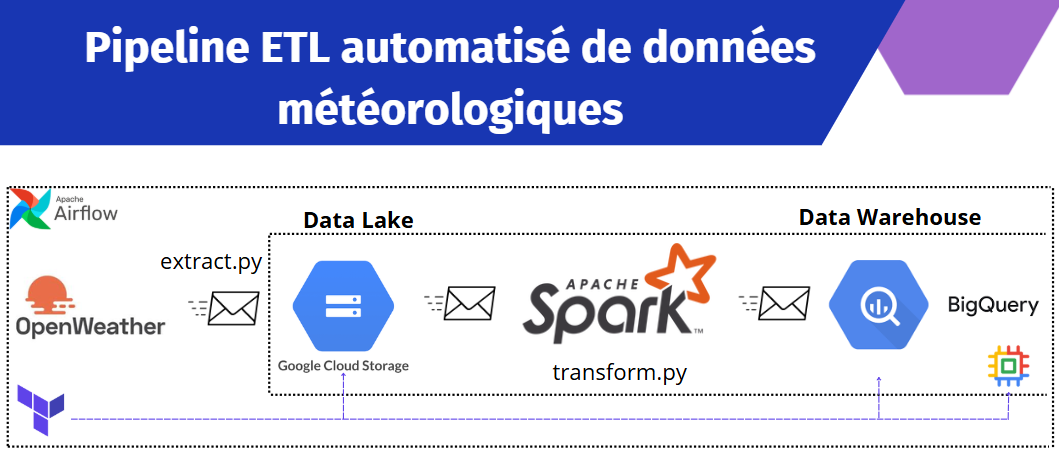 Pipeline ETL automatisé de données
météorologiques
Apache
Airflow
Data Lake
Data Warehouse
extract.py
OpenWeather
Google Cloud Storage
APACHE
Spark™
transform.py
BigQuery